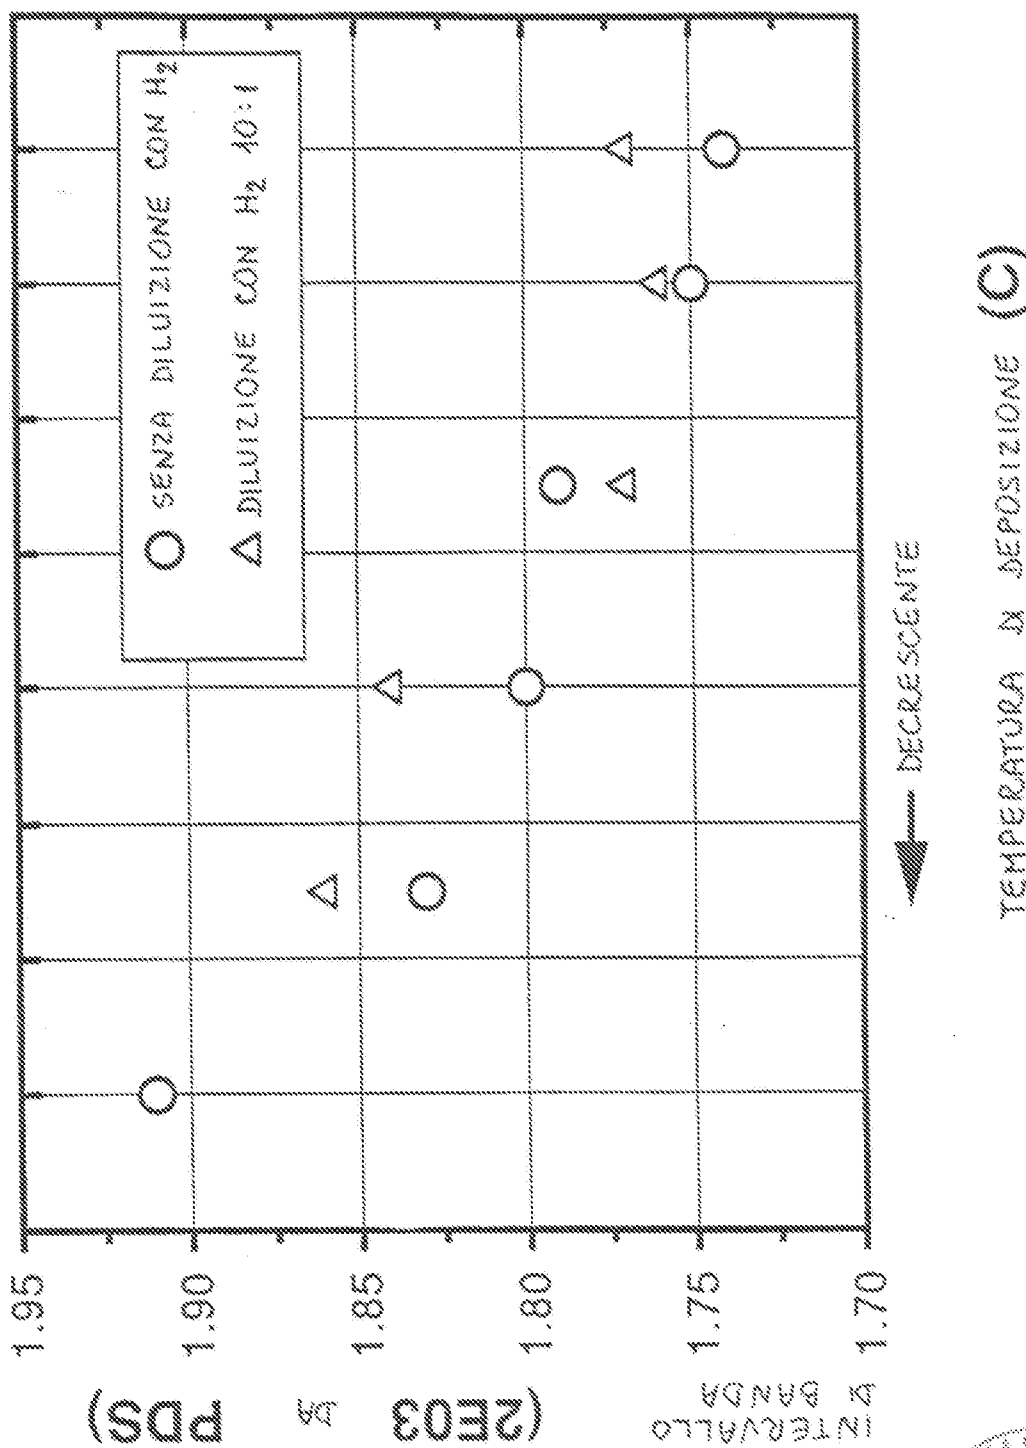 SENZA DILUIZIONE CON H₂
DILUIZIONE CON H₂ 10:1
1.95
1.90
1.85
1.80
1.75
1.70
INTERVALLO
DI BANDA
(2E03 DA PDS)
DECRESCENTE
TEMPERATURA DI DEPOSIZIONE (C)